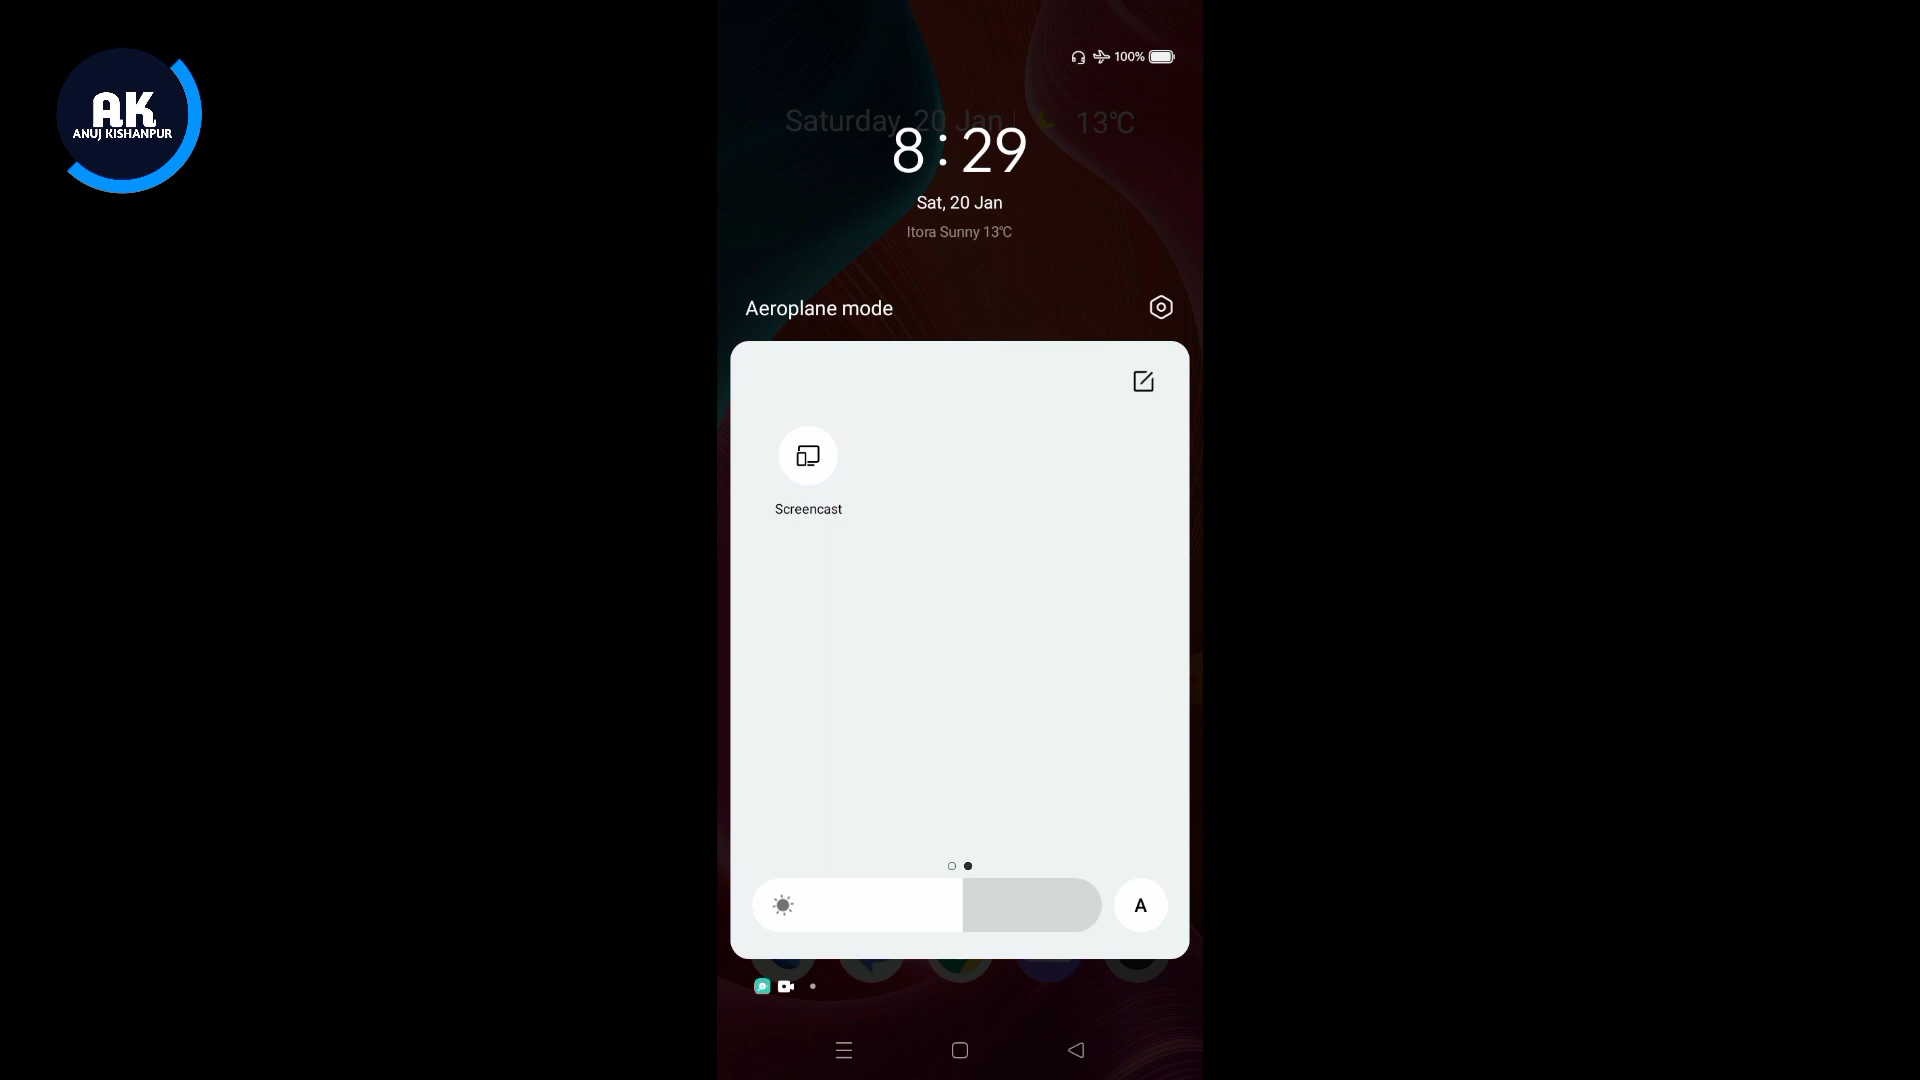 AK
ANUJ KISHANPUR
100%
Saturday, 20 Jan 13°C
8:29
Sat, 20 Jan
Itora Sunny 13°C
Aeroplane mode
Screencast
A